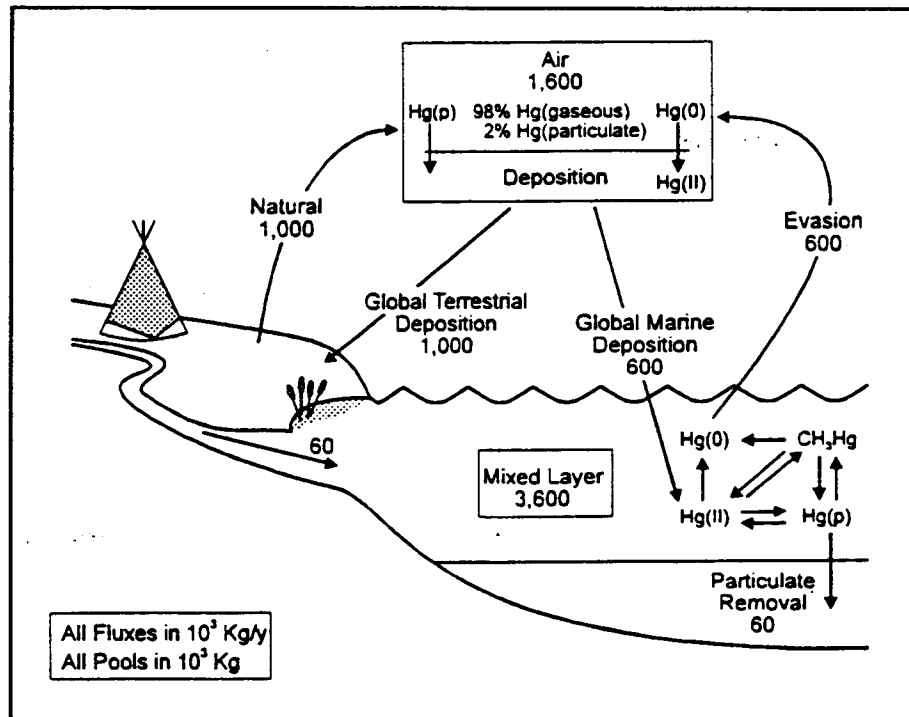 Air
1,600
Hg(p) 98% Hg(gaseous) Hg(0)
2% Hg(particulate)
Deposition Hg(II)
Natural
1,000
Evasion
600
Global Terrestrial
Deposition
1,000
Global Marine
Deposition
600
60
Hg(0) CH₃Hg
Mixed Layer
3,600
Hg(II) Hg(p)
Particulate
Removal
60
All Fluxes in 10³ Kg/y
All Pools in 10³ Kg